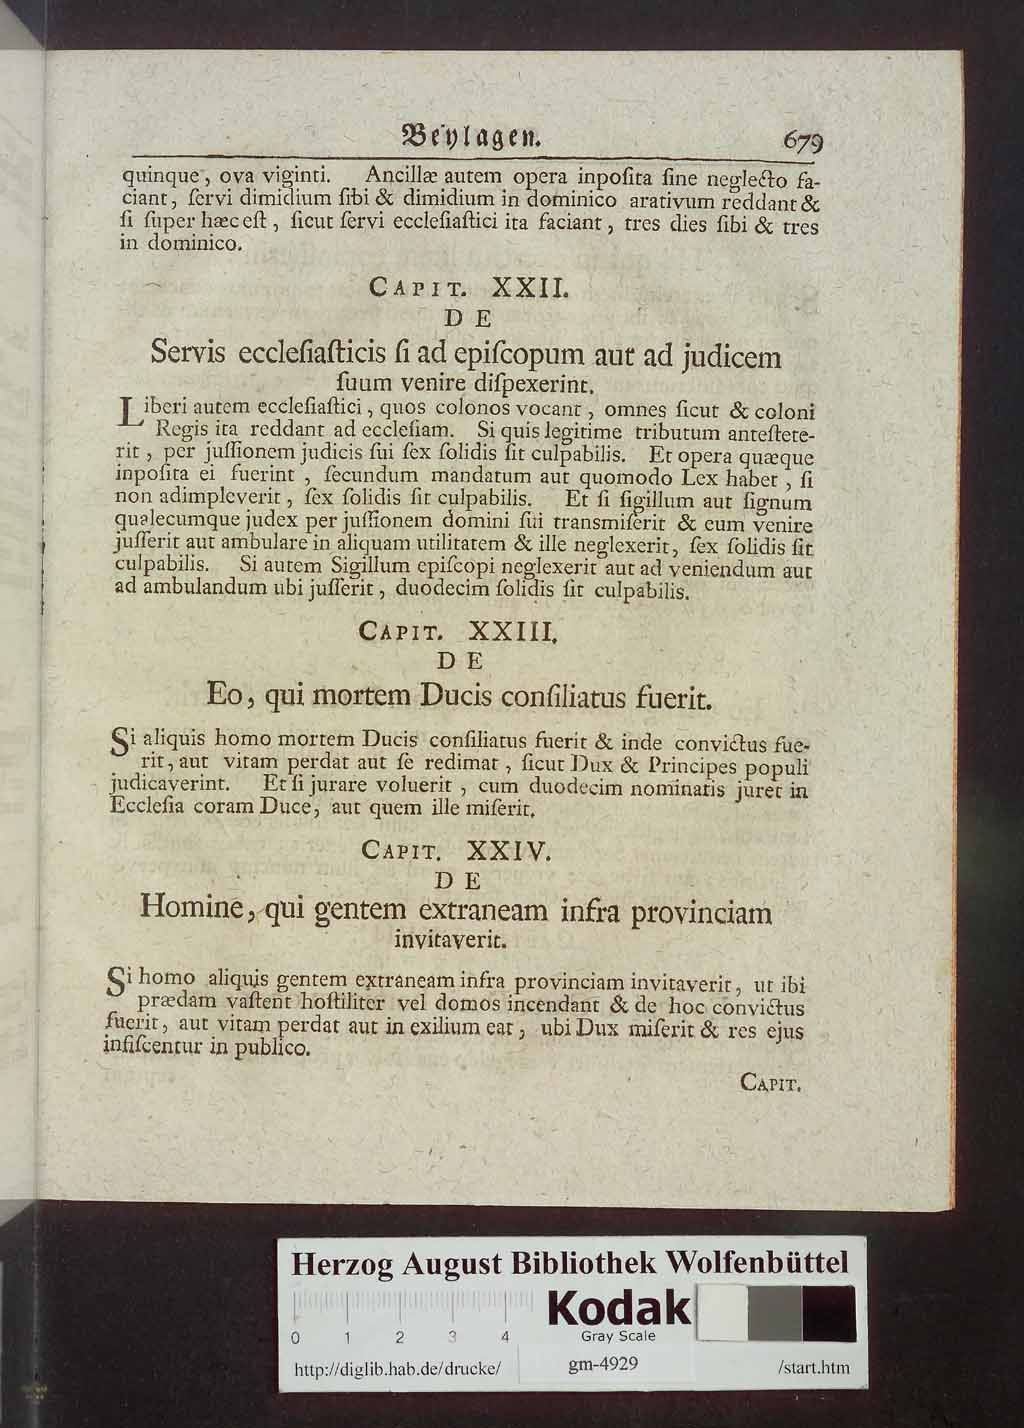 Beylagen. 679
quinque, ova viginti. Ancillæ autem opera inpoſita ſine neglecto fa-
ciant, ſervi dimidium ſibi & dimidium in dominico arativum reddant &
ſi ſuper hæc eſt, ſicut ſervi eccleſiaſtici ita faciant, tres dies ſibi & tres
in dominico.
CAPIT. XXII.
DE
Servis eccleſiaſticis ſi ad epiſcopum aut ad judicem
ſuum venire diſpexerint.
Liberi autem eccleſiaſtici, quos colonos vocant, omnes ſicut & coloni
Regis ita reddant ad eccleſiam. Si quis legitime tributum anteſtete-
rit, per juſſionem judicis ſui ſex ſolidis ſit culpabilis. Et opera quæque
inpoſita ei fuerint, ſecundum mandatum aut quomodo Lex habet, ſi
non adimpleverit, ſex ſolidis ſit culpabilis. Et ſi ſigillum aut ſignum
qualecumque judex per juſſionem domini ſui transmiſerit & eum venire
juſſerit aut ambulare in aliquam utilitatem & ille neglexerit, ſex ſolidis ſit
culpabilis. Si autem Sigillum epiſcopi neglexerit aut ad veniendum aut
ad ambulandum ubi juſſerit, duodecim ſolidis ſit culpabilis.
CAPIT. XXIII.
DE
Eo, qui mortem Ducis conſiliatus fuerit.
Si aliquis homo mortem Ducis conſiliatus fuerit & inde convictus fue-
rit, aut vitam perdat aut ſe redimat, ſicut Dux & Principes populi
judicaverint. Et ſi jurare voluerit, cum duodecim nominatis juret in
Eccleſia coram Duce, aut quem ille miſerit.
CAPIT. XXIV.
DE
Homine, qui gentem extraneam infra provinciam
invitaverit.
Si homo aliquis gentem extraneam infra provinciam invitaverit, ut ibi
prædam vaſtent hoſtiliter vel domos incendant & de hoc convictus
fuerit, aut vitam perdat aut in exilium eat, ubi Dux miſerit & res ejus
infiſcentur in publico.
CAPIT.
Herzog August Bibliothek Wolfenbüttel
Kodak
0 1 2 3 4 Gray Scale
http://diglib.hab.de/drucke/ gm-4929 /start.htm